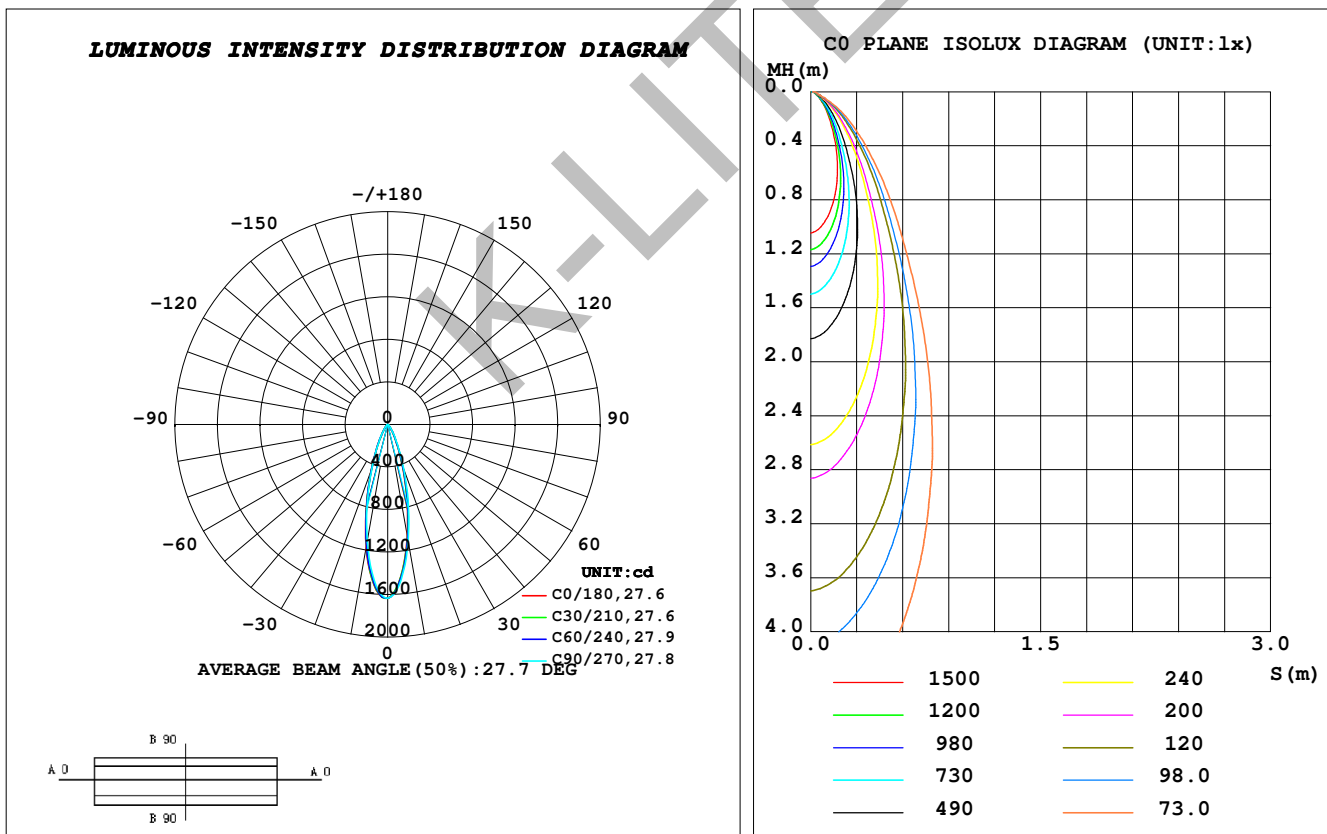 LUMINOUS INTENSITY DISTRIBUTION DIAGRAM
-/+180
-150
150
-120
120
-90
0
90
400
800
-60
1200
60
UNIT:cd
1600
C0/180,27.6
-30
2000
30
C30/210,27.6
C60/240,27.9
0
C90/270,27.8
AVERAGE BEAM ANGLE(50%):27.7 DEG
B 90
A 0
A 0
B 90
C0 PLANE ISOLUX DIAGRAM (UNIT:lx)
MH(m)
0.0
0.4
0.8
1.2
1.6
2.0
2.4
2.8
3.2
3.6
4.0
0.0
1.5
3.0
S(m)
1500
240
1200
200
980
120
730
98.0
490
73.0
K-LITE